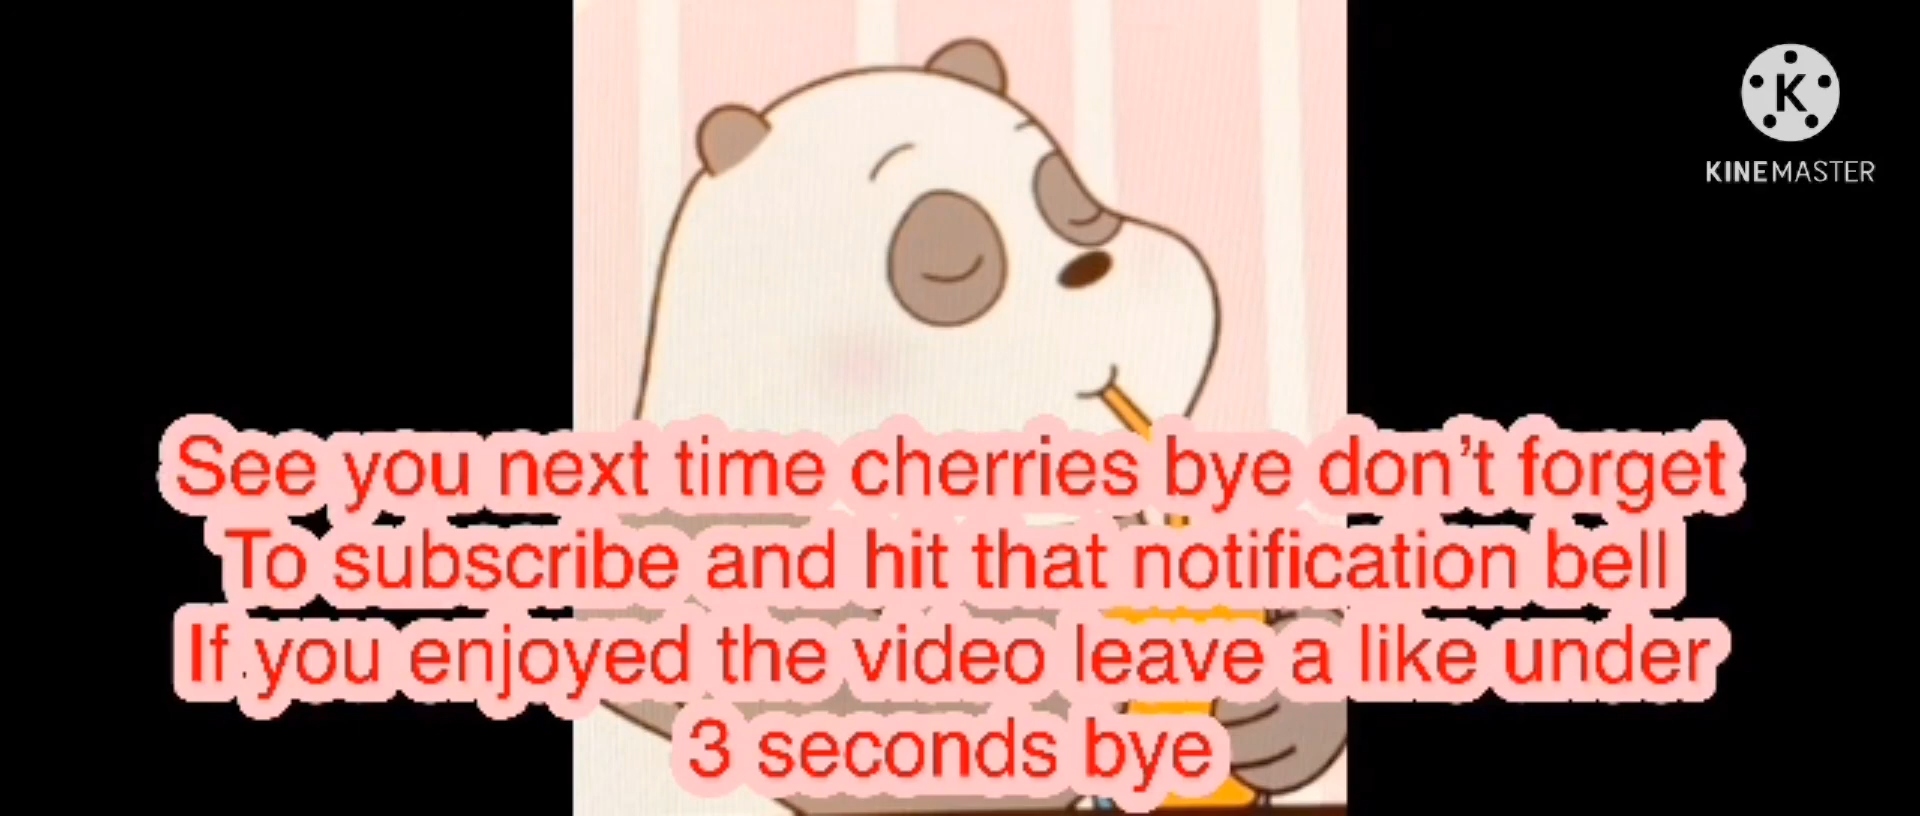 K
KINEMASTER
See you next time cherries bye don't forget
To subscribe and hit that notification bell
If you enjoyed the video leave a like under
3 seconds bye